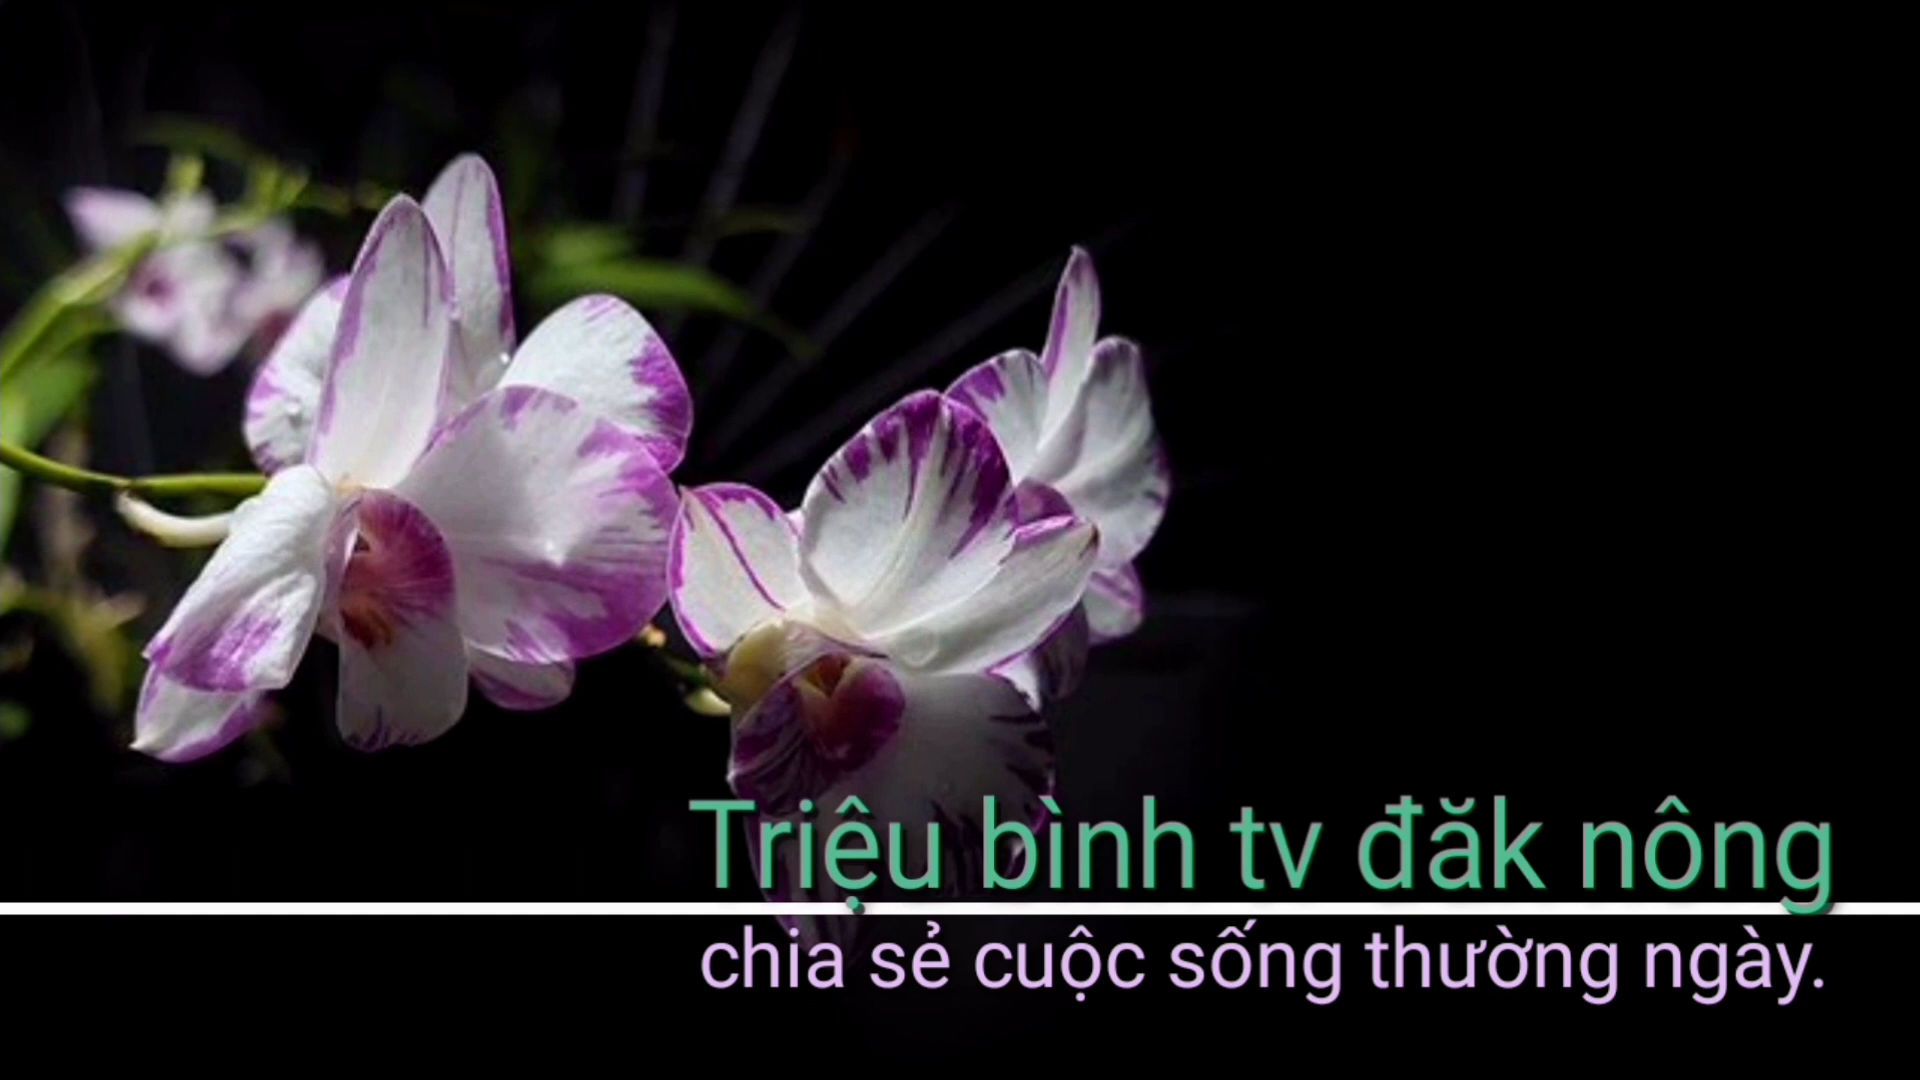 Triệu bình tv đăk nông
chia sẻ cuộc sống thường ngày.